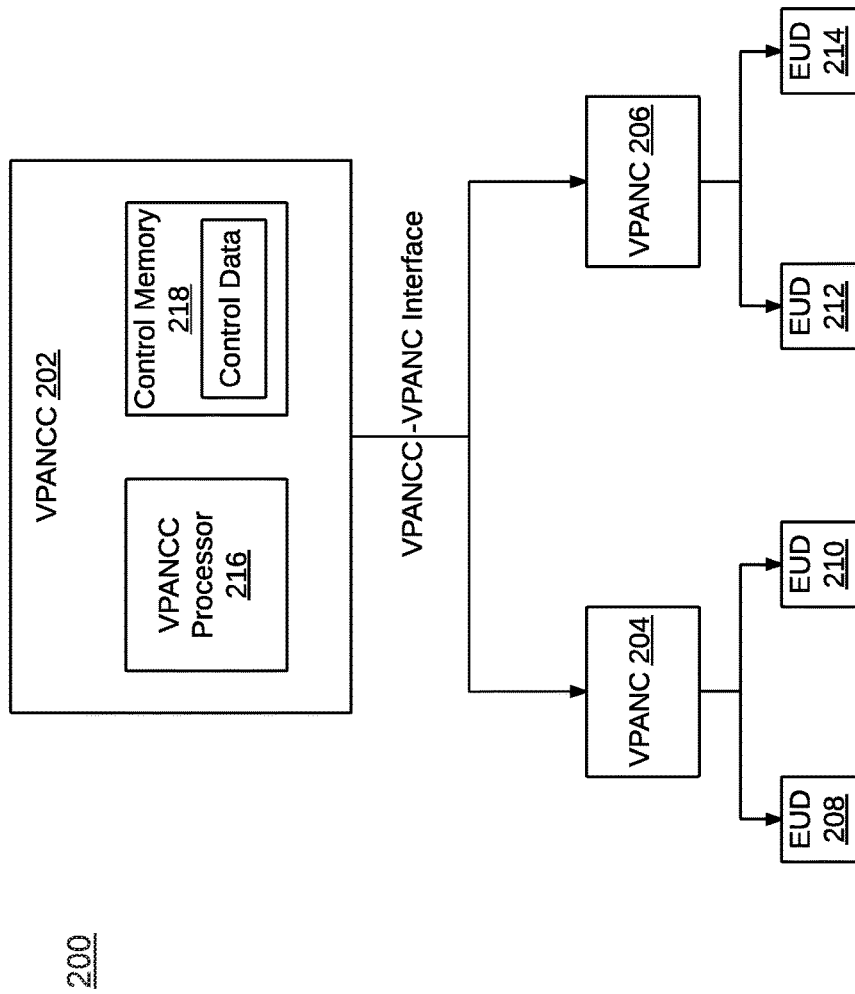 200
VPANCC 202
VPANCC
Processor
216
Control Memory
218
Control Data
VPANCC -VPANC Interface
VPANC 204
VPANC 206
EUD
208
EUD
210
EUD
212
EUD
214